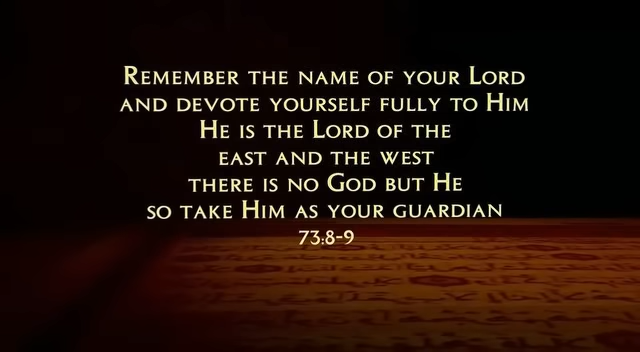 Remember the name of your Lord
and devote yourself fully to Him
He is the Lord of the
east and the west
there is no God but He
so take Him as your guardian
73:8-9